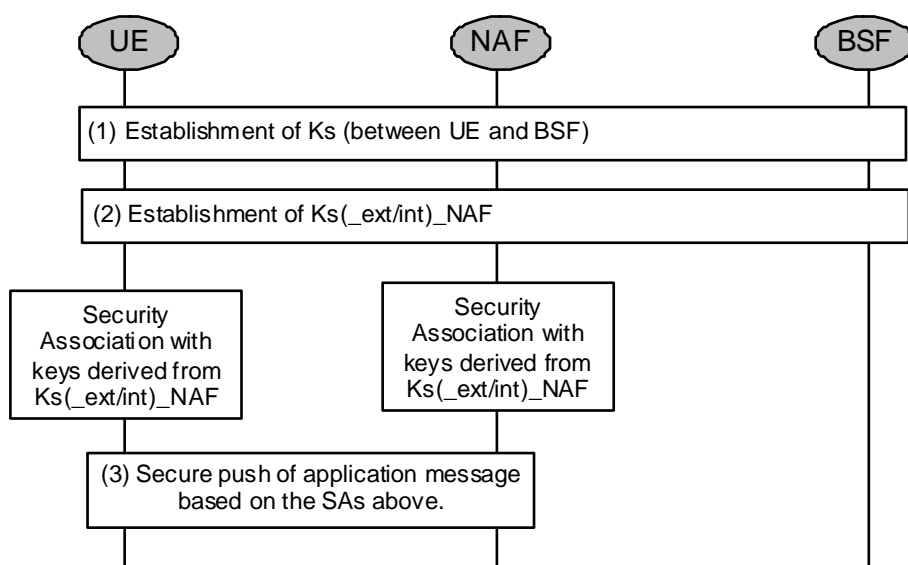 UE
NAF
BSF
(1) Establishment of Ks (between UE and BSF)
(2) Establishment of Ks(_ext/int)_NAF
Security
Association with
keys derived from
Ks(_ext/int)_NAF
Security
Association with
keys derived from
Ks(_ext/int)_NAF
(3) Secure push of application message
based on the SAs above.